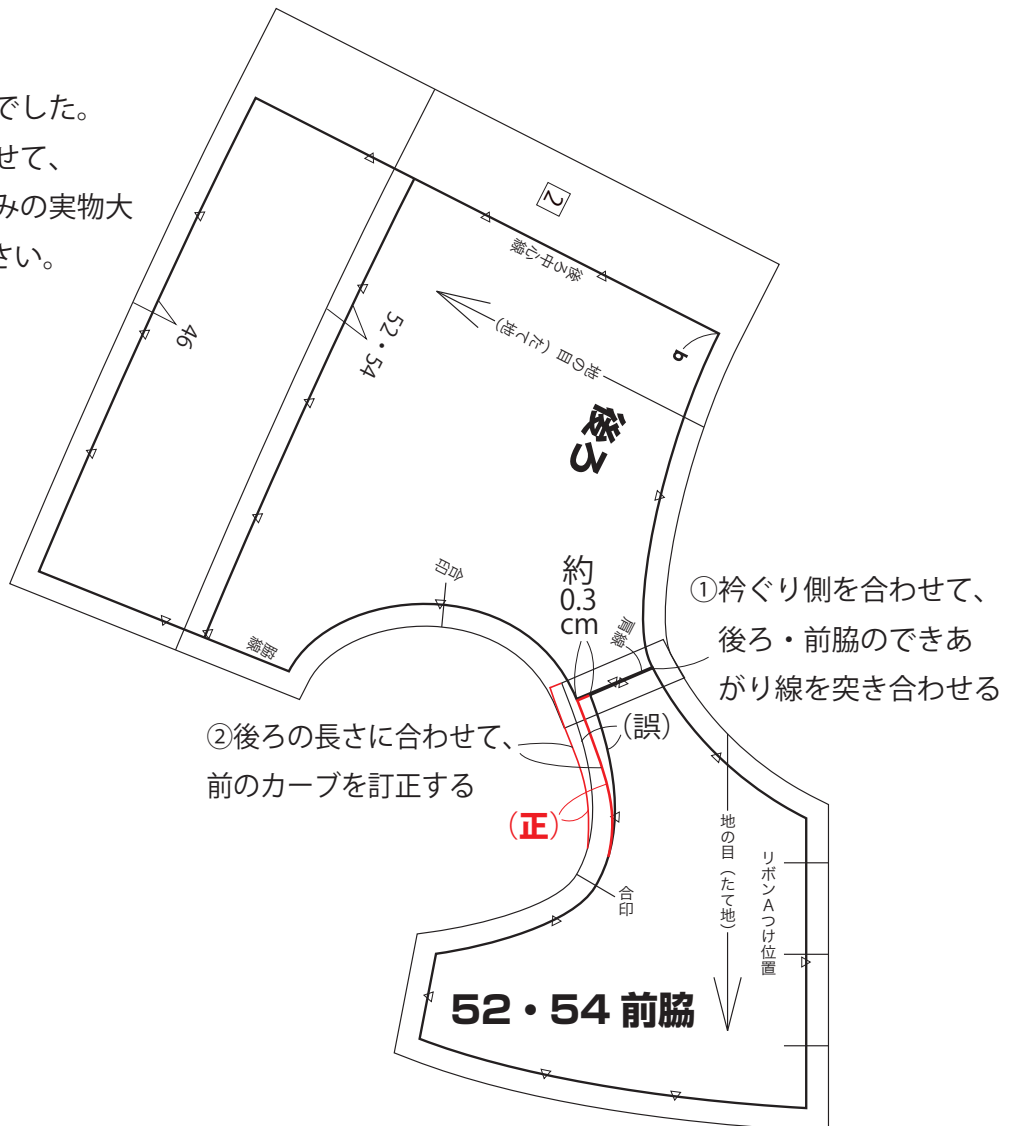 でした。
せて、
みの実物大
さい。
2
後ろ中心線
地の目（たて地）
b
46
52・54
後ろ
合印
脇線
約
0.3
cm
肩線
①衿ぐり側を合わせて、
後ろ・前脇のできあ
がり線を突き合わせる
②後ろの長さに合わせて、
前のカーブを訂正する
（誤）
（正）
地の目（たて地）
リボンAつけ位置
合印
52・54 前脇